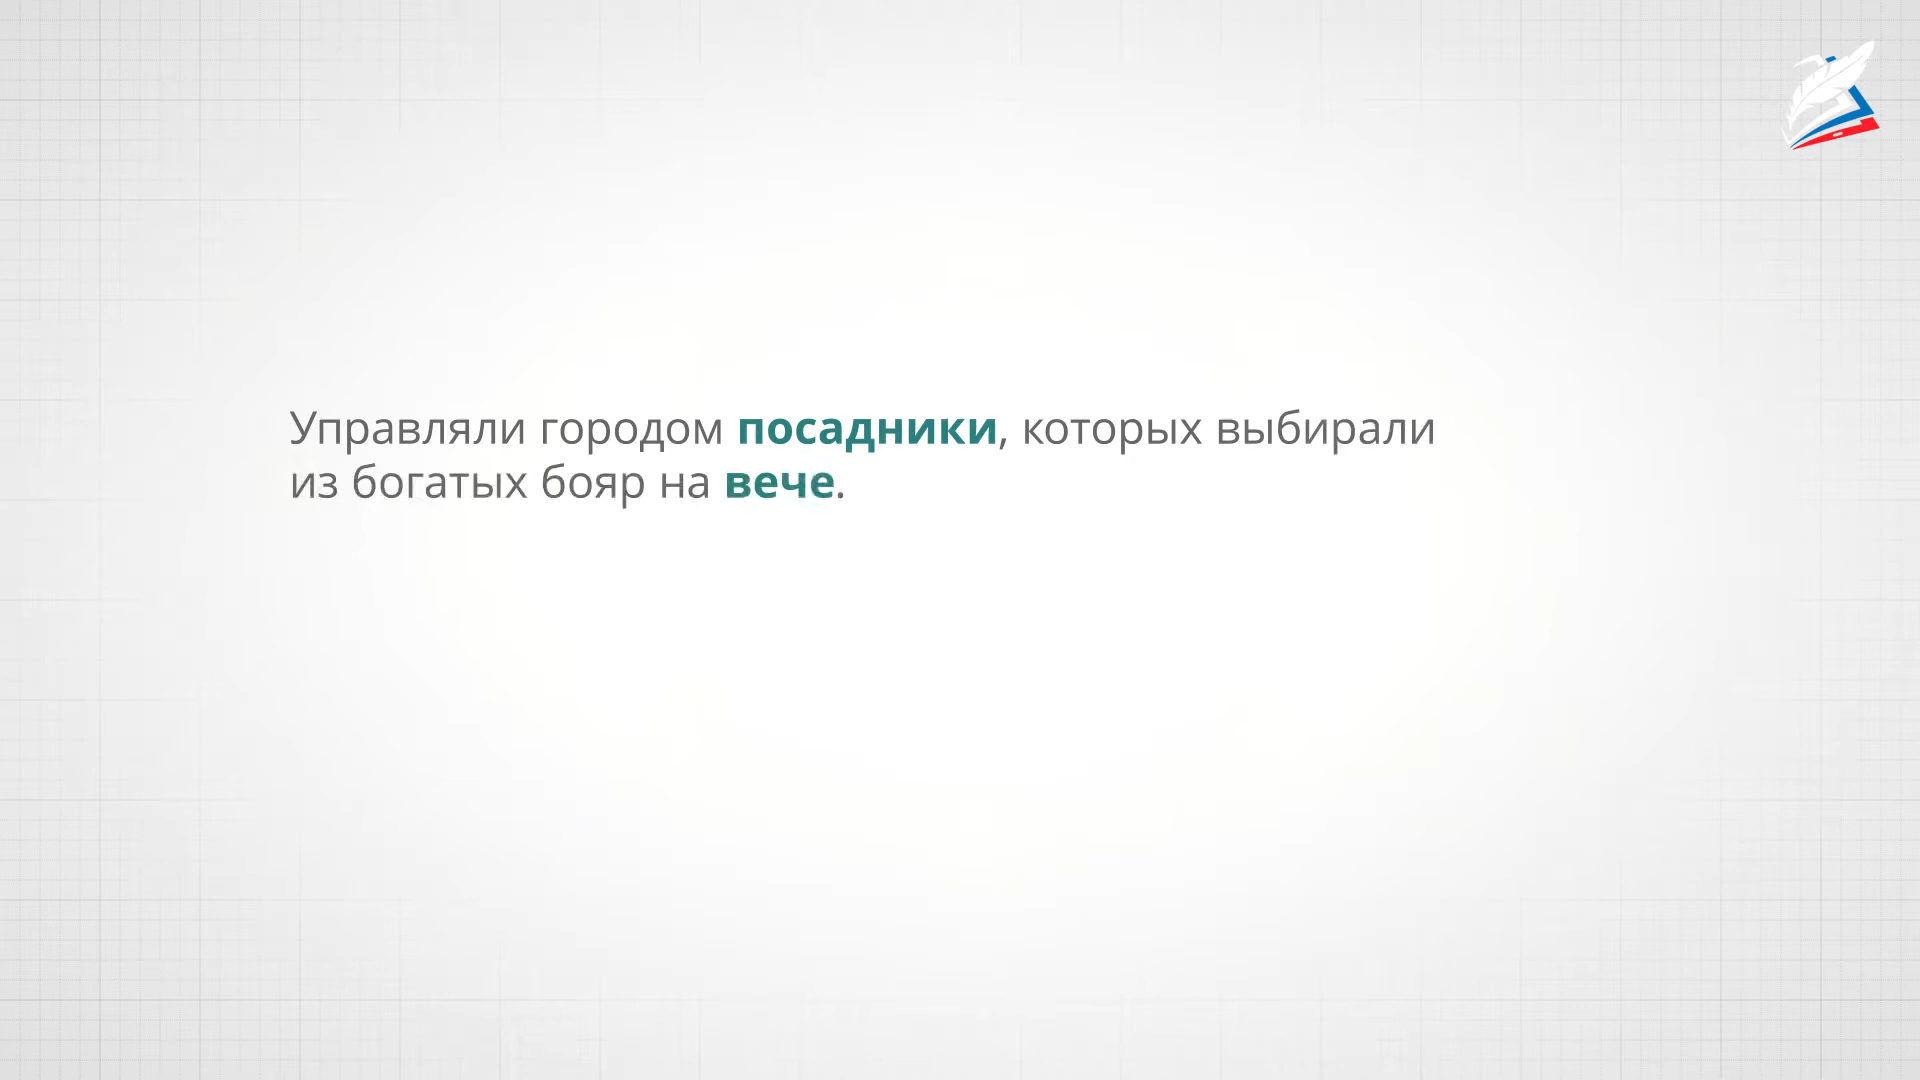 Управляли городом посадники, которых выбирали
из богатых бояр на вече.